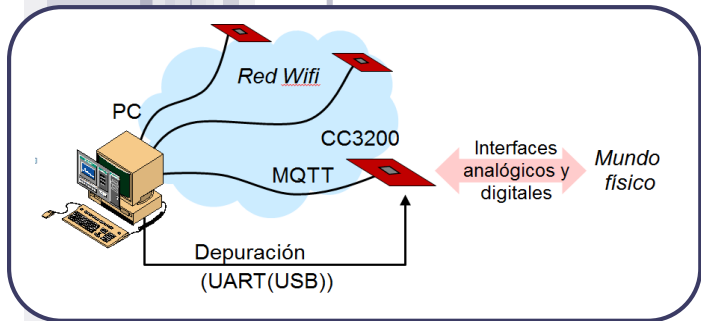 Red Wifi
PC
CC3200
MQTT
Interfaces
analógicos y
digitales
Mundo
físico
Depuración
(UART(USB))